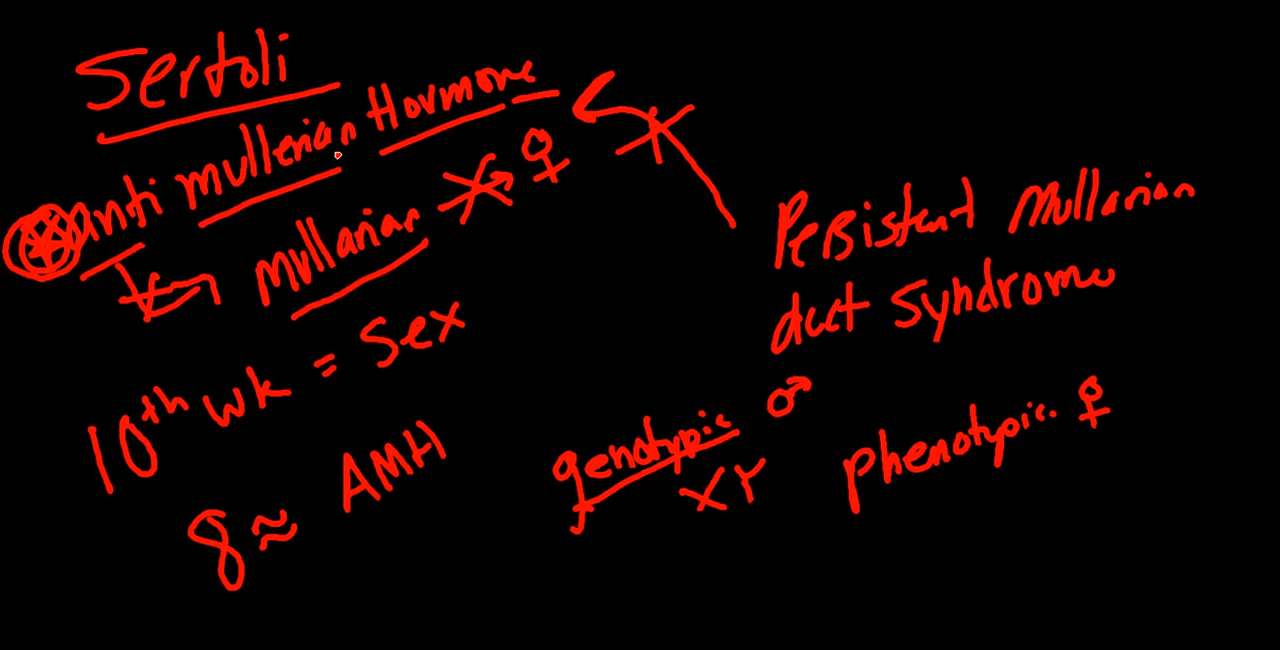 Sertoli
Anti mullerian Hormone
mullarian ♀
10th wk = Sex
8 ≈ AMH
Persistent Mullarian
duct Syndrome
genotypic ♂
XY
phenotypic. ♀